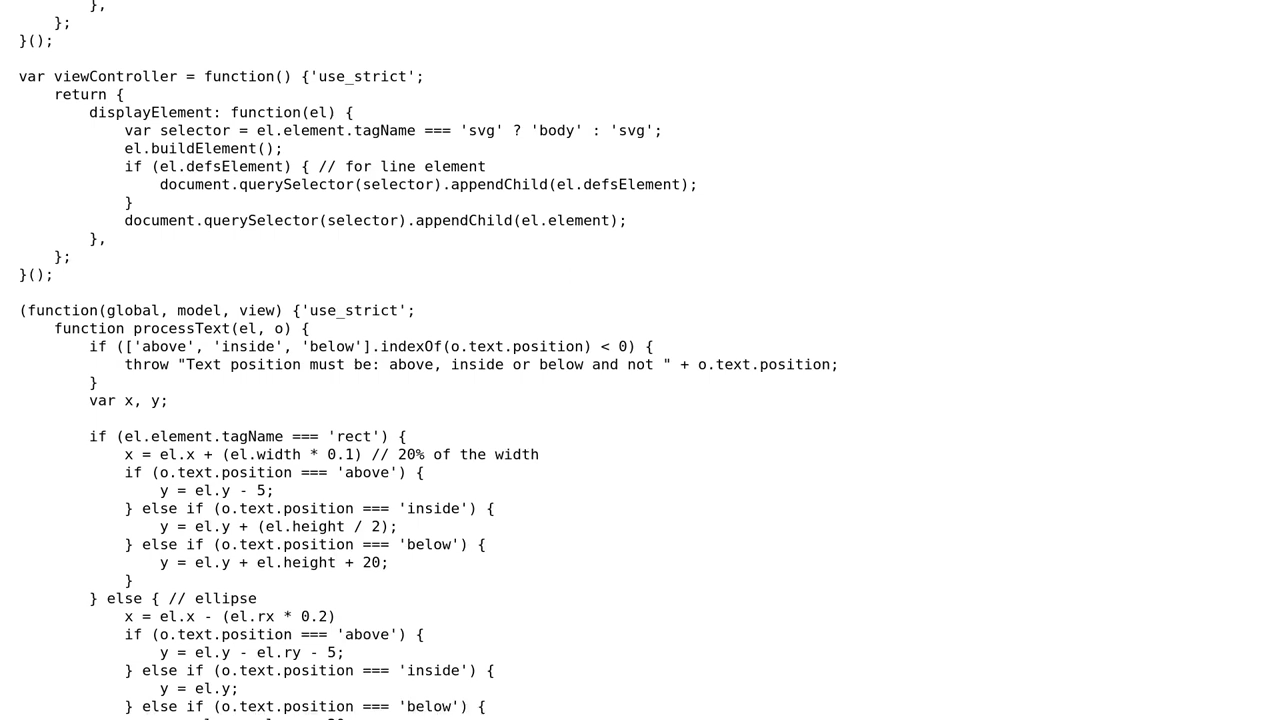 },
    };
}();

var viewController = function() {'use_strict';
    return {
        displayElement: function(el) {
            var selector = el.element.tagName === 'svg' ? 'body' : 'svg';
            el.buildElement();
            if (el.defsElement) { // for line element
                document.querySelector(selector).appendChild(el.defsElement);
            }
            document.querySelector(selector).appendChild(el.element);
        },
    };
}();

(function(global, model, view) {'use_strict';
    function processText(el, o) {
        if (['above', 'inside', 'below'].indexOf(o.text.position) < 0) {
            throw "Text position must be: above, inside or below and not " + o.text.position;
        }
        var x, y;

        if (el.element.tagName === 'rect') {
            x = el.x + (el.width * 0.1) // 20% of the width
            if (o.text.position === 'above') {
                y = el.y - 5;
            } else if (o.text.position === 'inside') {
                y = el.y + (el.height / 2);
            } else if (o.text.position === 'below') {
                y = el.y + el.height + 20;
            }
        } else { // ellipse
            x = el.x - (el.rx * 0.2)
            if (o.text.position === 'above') {
                y = el.y - el.ry - 5;
            } else if (o.text.position === 'inside') {
                y = el.y;
            } else if (o.text.position === 'below') {